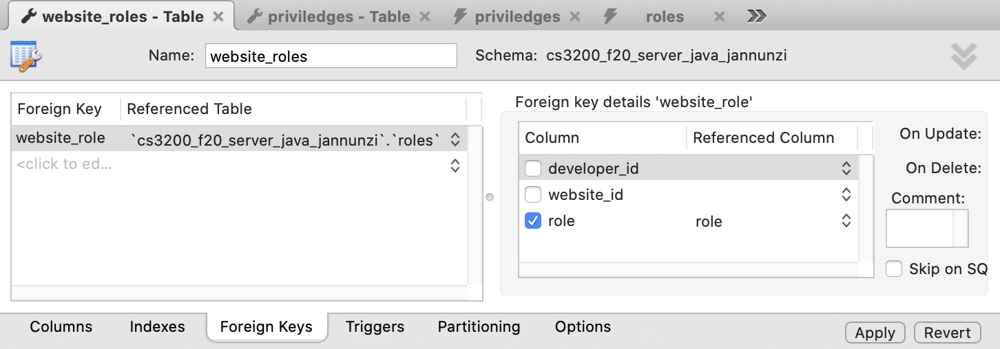 website_roles - Table priviledges - Table priviledges roles
Name: website_roles Schema: cs3200_f20_server_java_jannunzi
Foreign Key Referenced Table
website_role `cs3200_f20_server_java_jannunzi`.`roles`
<click to ed...
Foreign key details 'website_role'
Column Referenced Column
developer_id
website_id
role role
On Update:
On Delete:
Comment:
Skip on SQ
Columns Indexes Foreign Keys Triggers Partitioning Options
Apply Revert